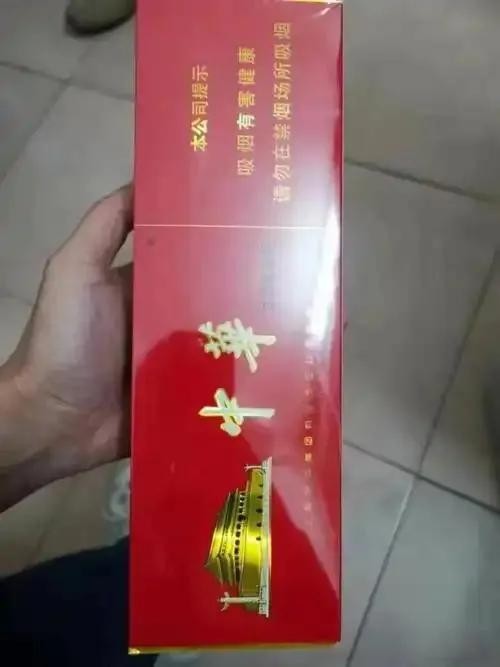 中華
本公司提示
吸烟有害健康
请勿在禁烟场所吸烟